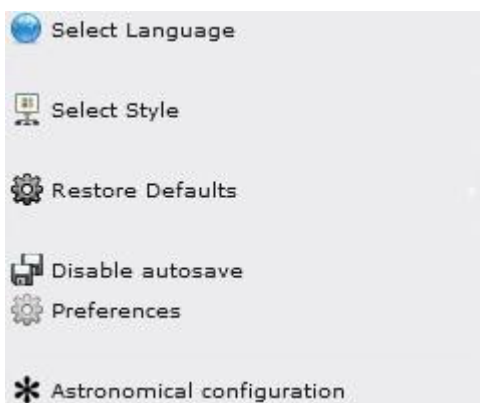 Select Language
Select Style
Restore Defaults
Disable autosave
Preferences
Astronomical configuration